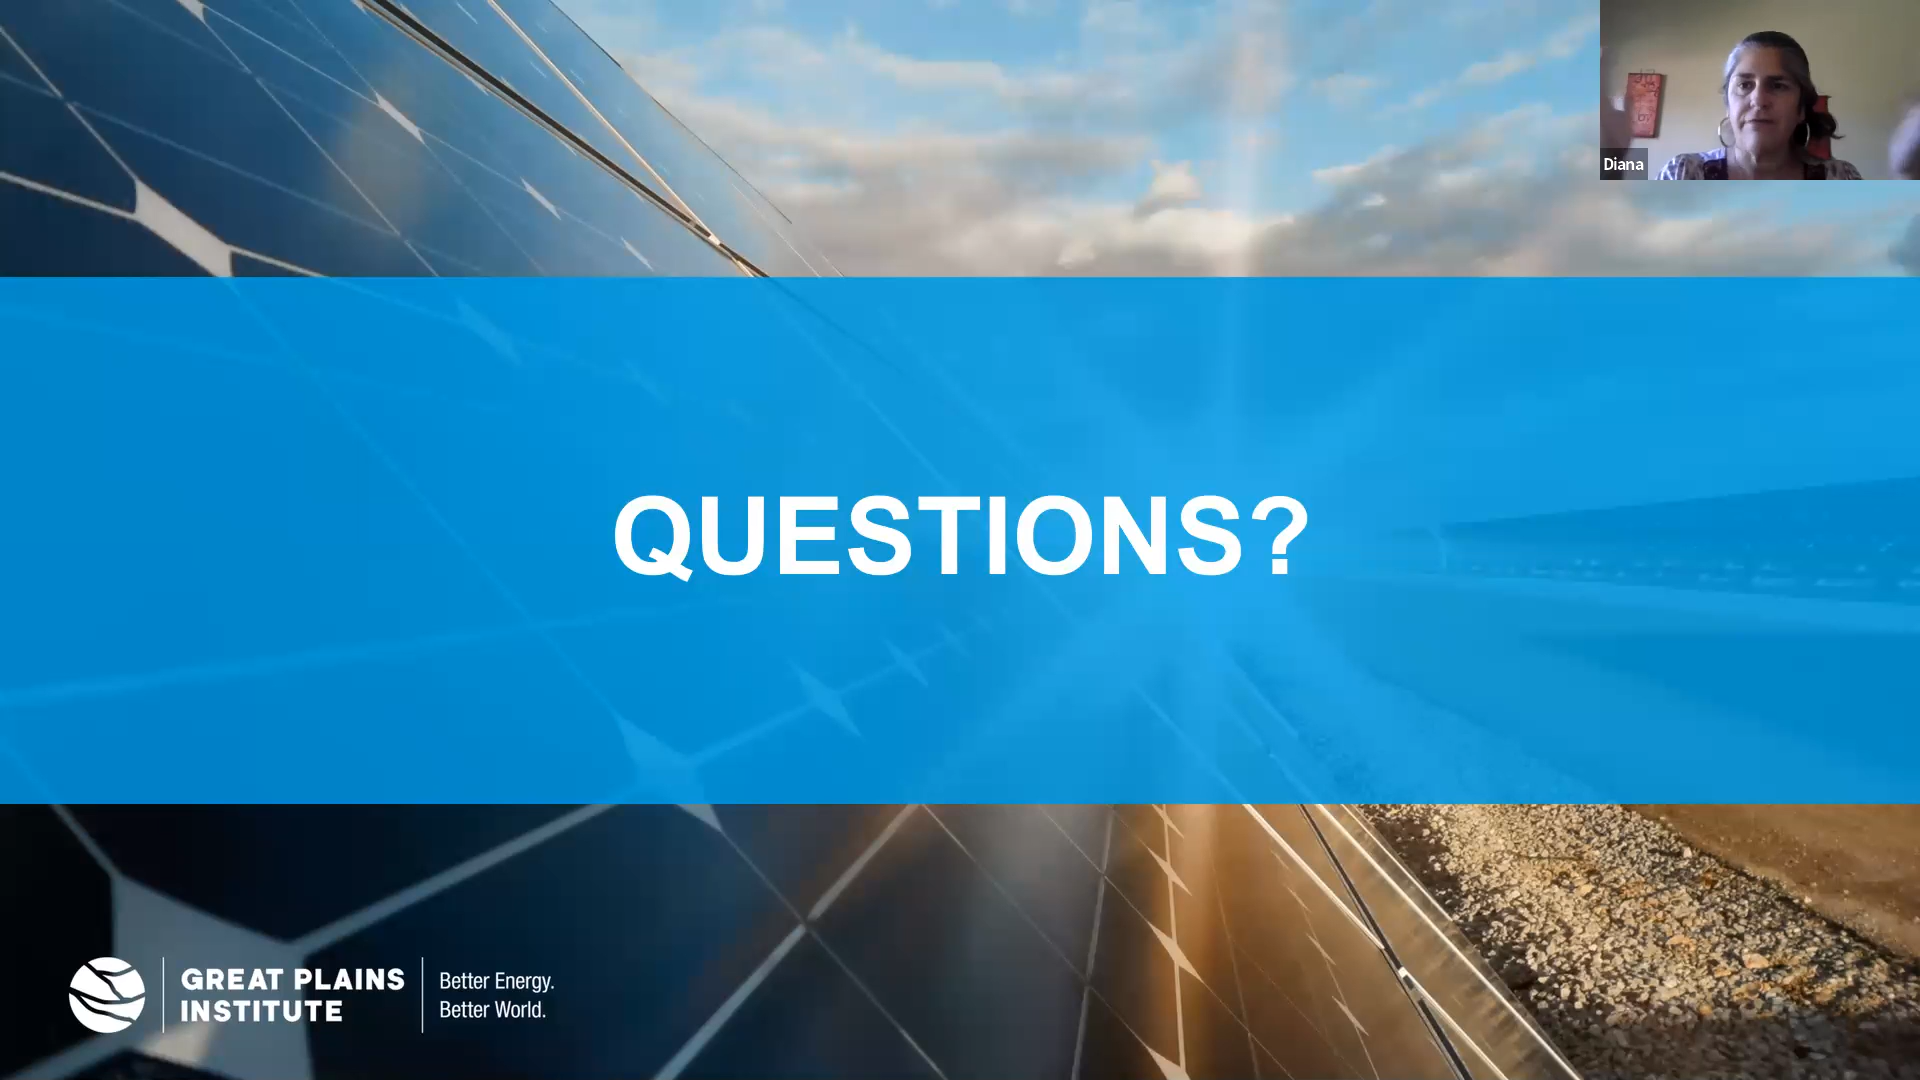 Diana
QUESTIONS?
GREAT PLAINS
INSTITUTE
Better Energy.
Better World.